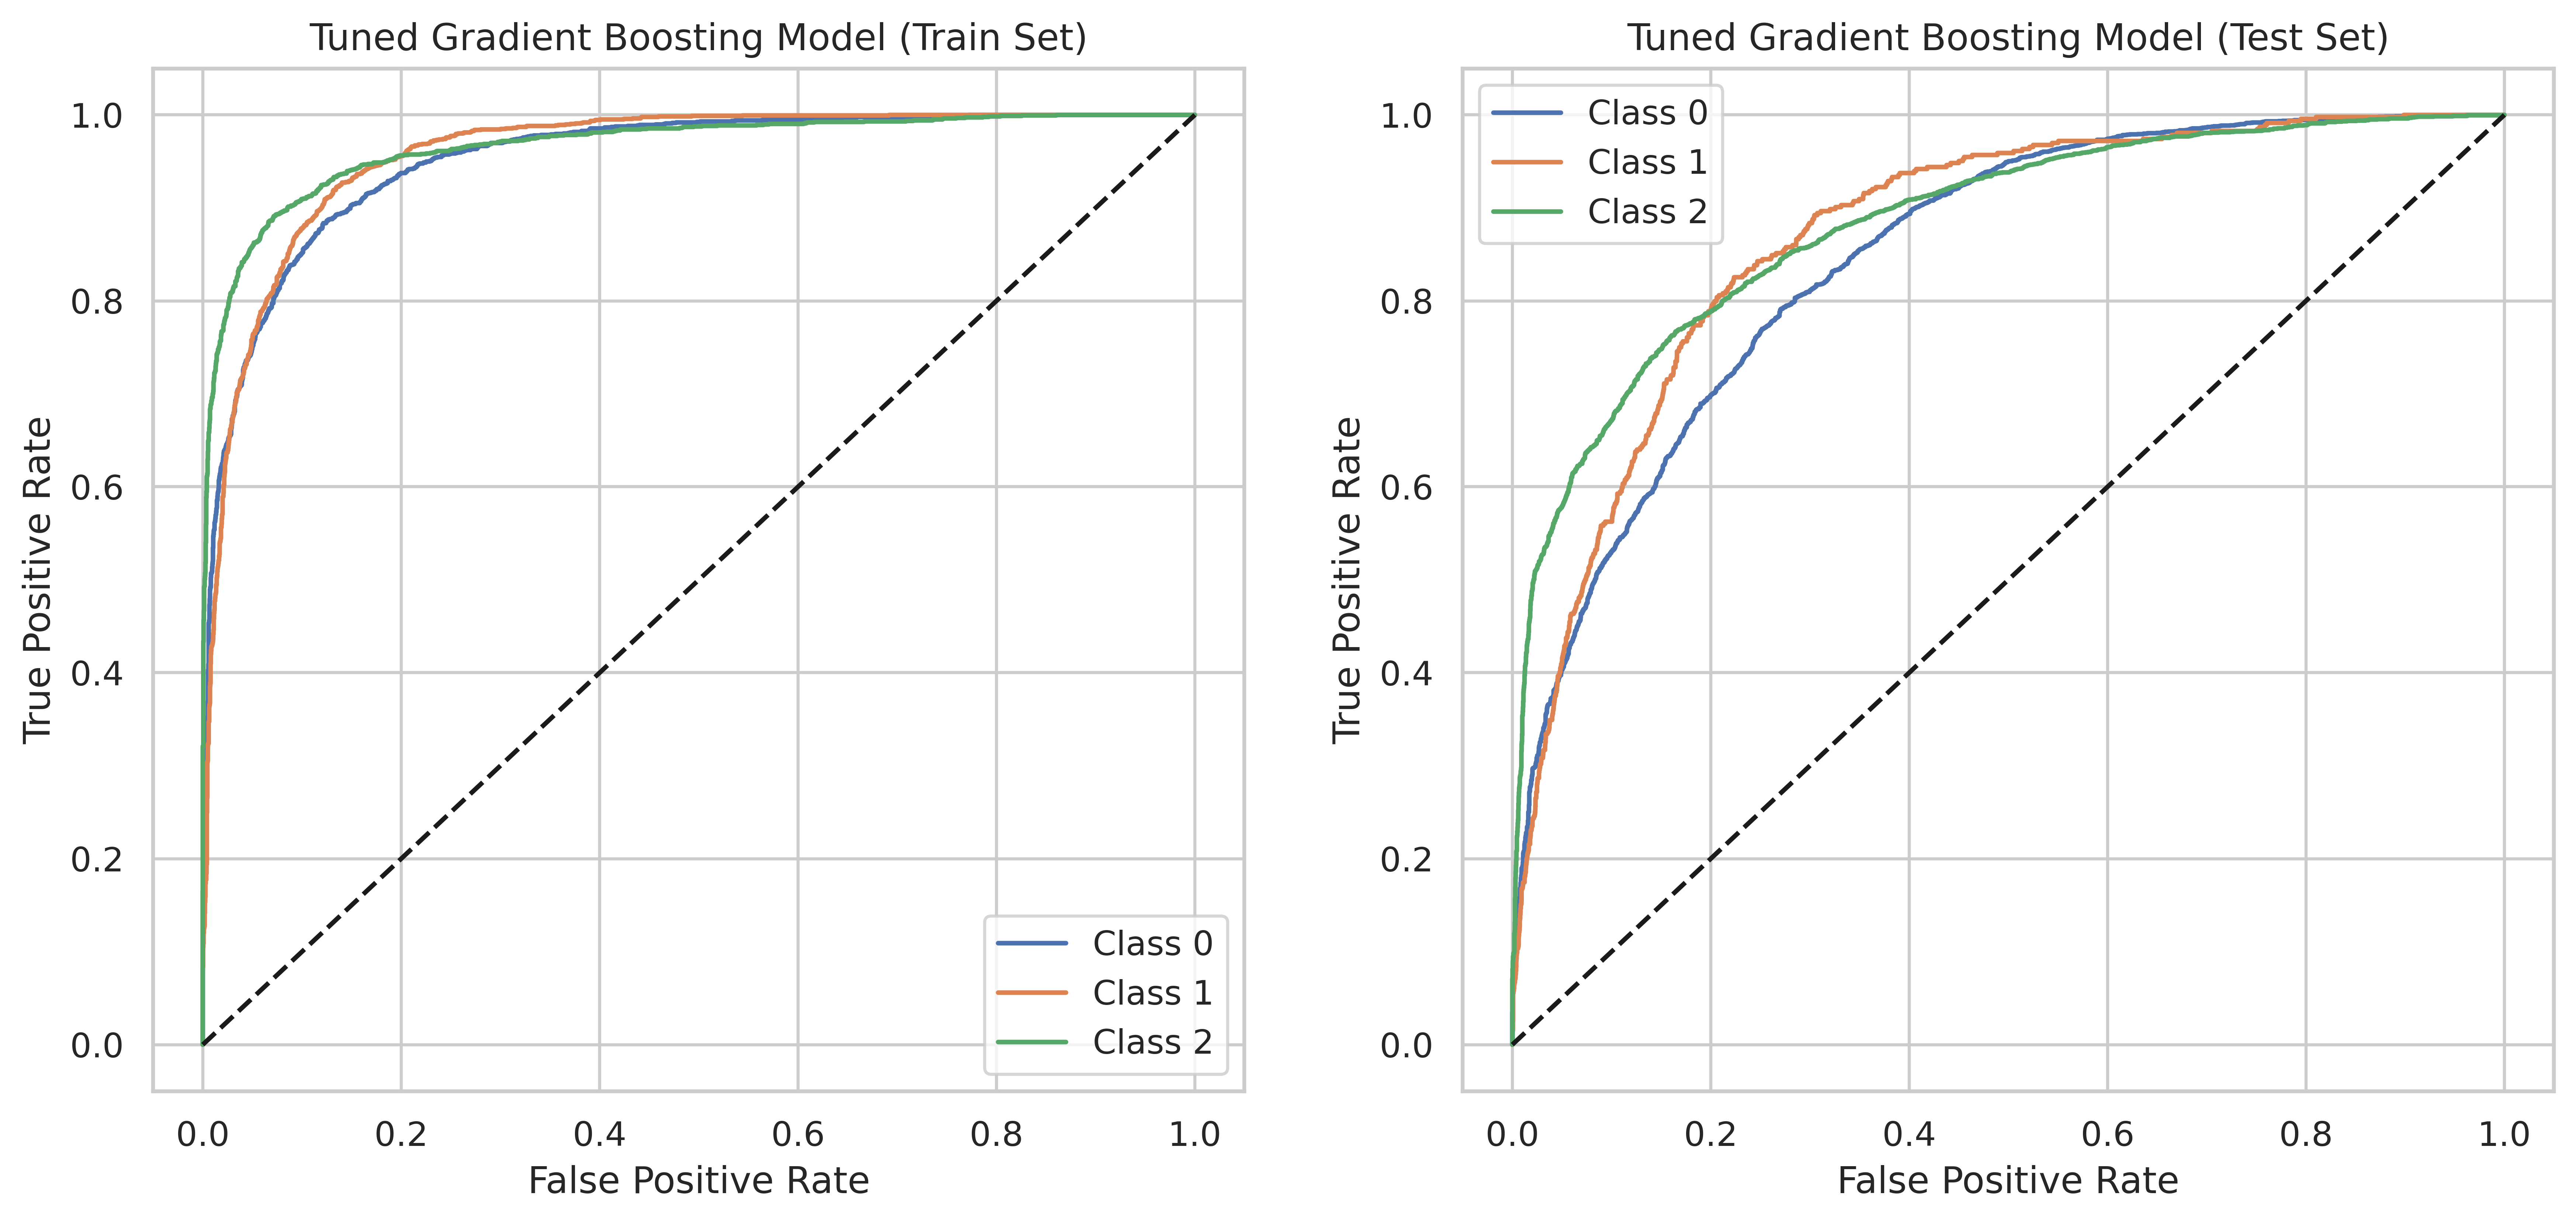 Tuned Gradient Boosting Model (Train Set)
1.0
0.8
0.6
0.4
0.2
0.0
True Positive Rate
0.0 0.2 0.4 0.6 0.8 1.0
False Positive Rate
Class 0
Class 1
Class 2
Tuned Gradient Boosting Model (Test Set)
1.0
0.8
0.6
0.4
0.2
0.0
True Positive Rate
0.0 0.2 0.4 0.6 0.8 1.0
False Positive Rate
Class 0
Class 1
Class 2